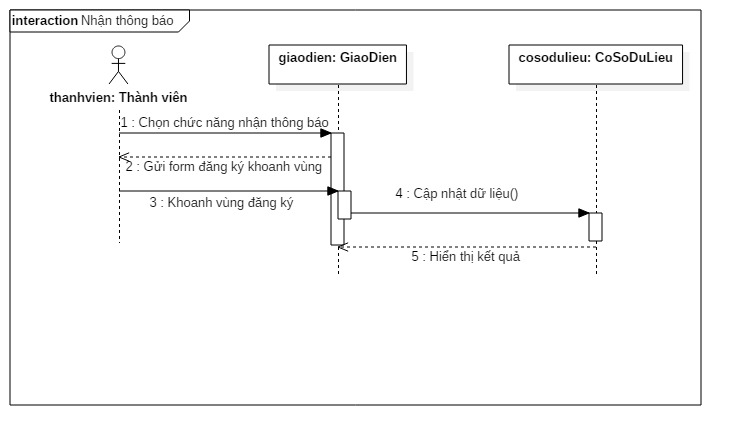 interaction Nhận thông báo
giaodien: GiaoDien
cosodulieu: CoSoDuLieu
thanhvien: Thành viên
1 : Chọn chức năng nhận thông báo
2 : Gửi form đăng ký khoanh vùng
3 : Khoanh vùng đăng ký
4 : Cập nhật dữ liệu()
5 : Hiển thị kết quả